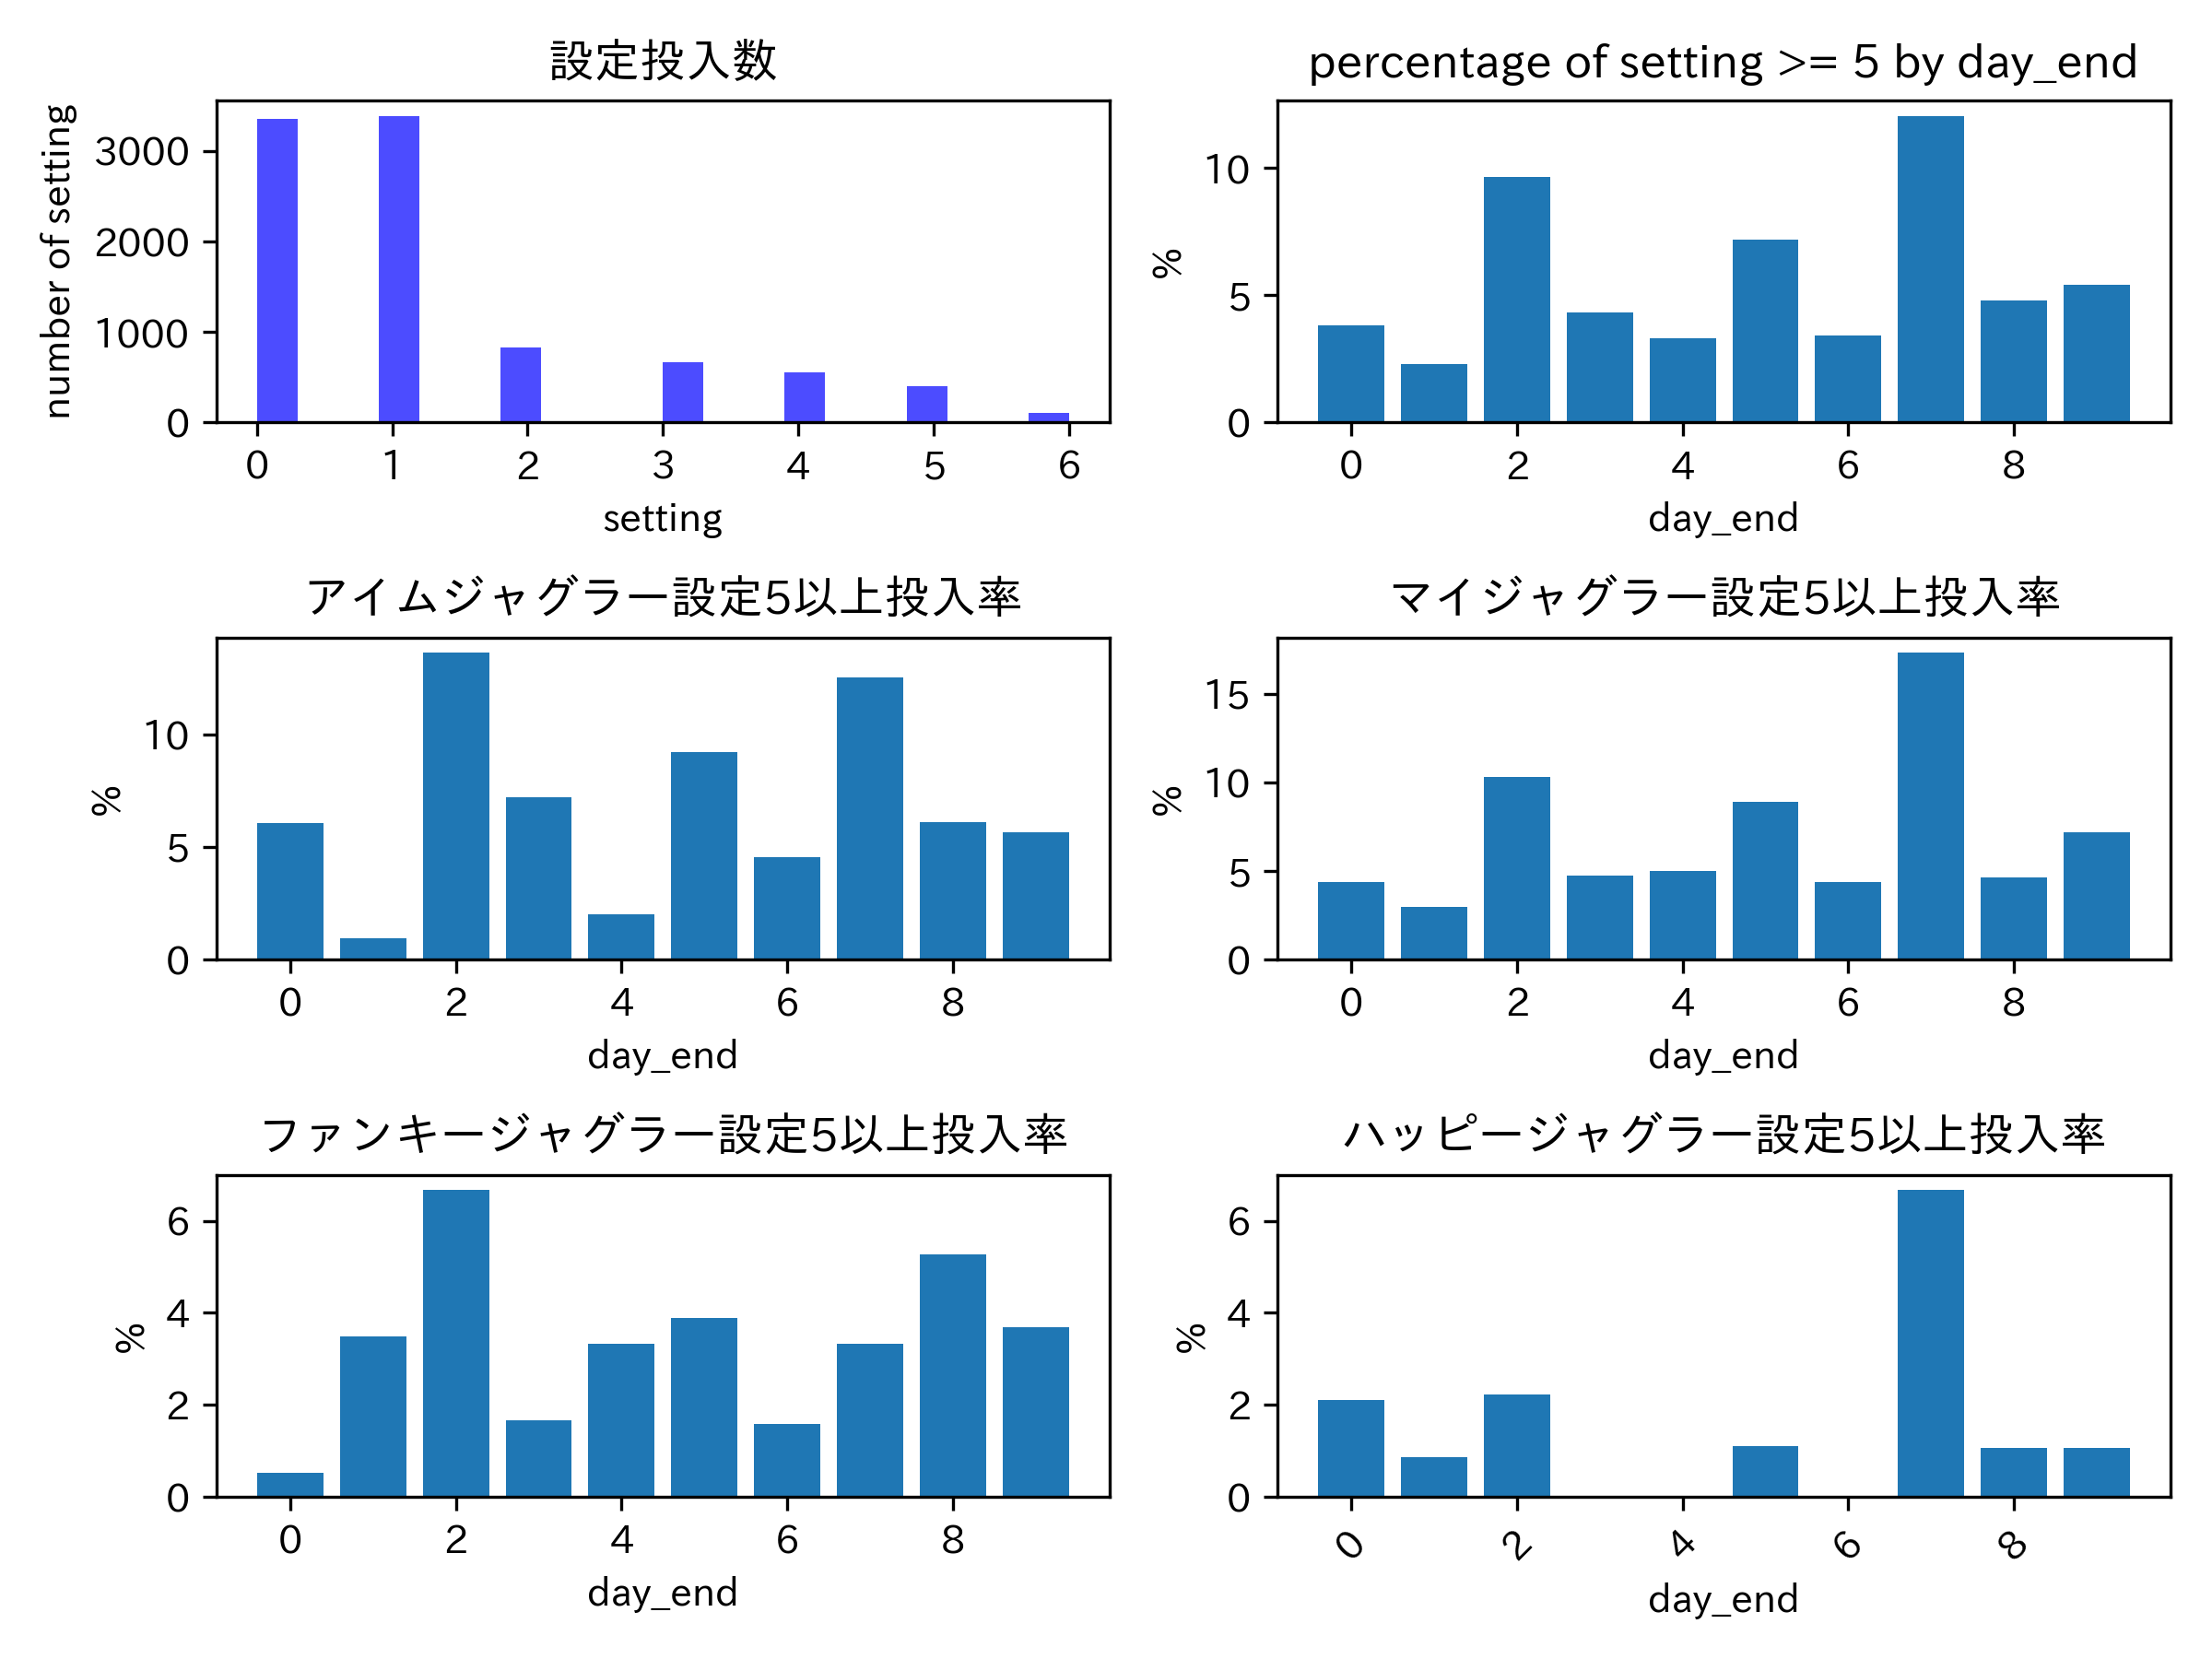 設定投入数
number of setting
3000
2000
1000
0
0 1 2 3 4 5 6
setting
percentage of setting >= 5 by day_end
%
10
5
0
0 2 4 6 8
day_end
アイムジャグラー設定5以上投入率
%
10
5
0
0 2 4 6 8
day_end
マイジャグラー設定5以上投入率
%
15
10
5
0
0 2 4 6 8
day_end
ファンキージャグラー設定5以上投入率
%
6
4
2
0
0 2 4 6 8
day_end
ハッピージャグラー設定5以上投入率
%
6
4
2
0
0 2 4 6 8
day_end